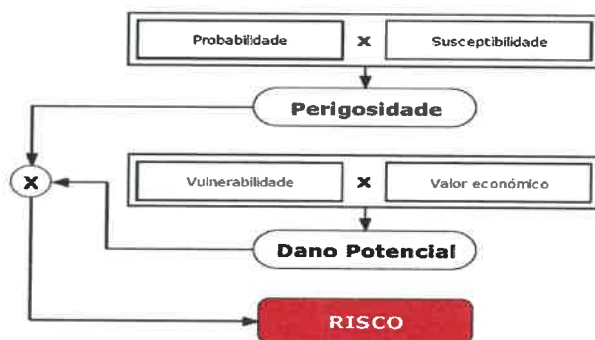 Probabilidade X Susceptibilidade
Perigosidade
X
Vulnerabilidade X Valor económico
Dano Potencial
RISCO